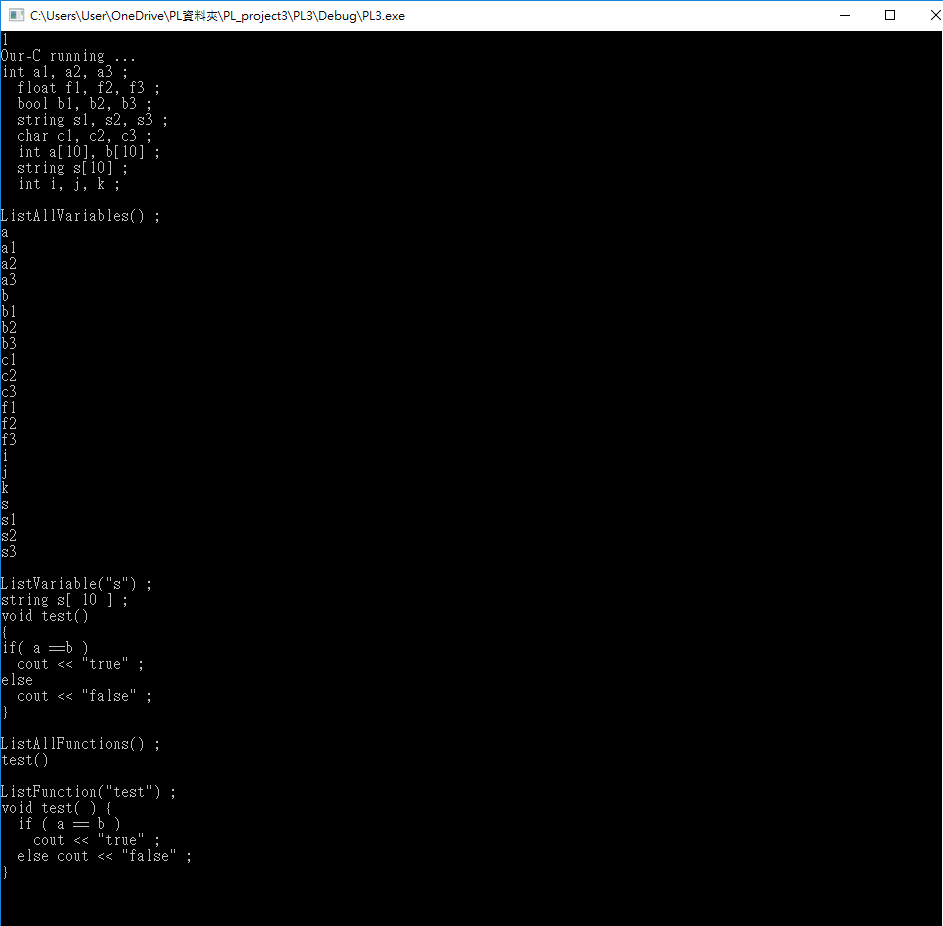 C:\Users\User\OneDrive\PL資料夾\PL_project3\PL3\Debug\PL3.exe
1
Our-C running ...
int a1, a2, a3 ;
  float f1, f2, f3 ;
  bool b1, b2, b3 ;
  string s1, s2, s3 ;
  char c1, c2, c3 ;
  int a[10], b[10] ;
  string s[10] ;
  int i, j, k ;

ListAllVariables() ;
a
a1
a2
a3
b
b1
b2
b3
c1
c2
c3
f1
f2
f3
i
j
k
s
s1
s2
s3

ListVariable("s") ;
string s[ 10 ] ;
void test()
{
if( a ==b )
  cout << "true" ;
else
  cout << "false" ;
}

ListAllFunctions() ;
test()

ListFunction("test") ;
void test( ) {
  if ( a == b )
    cout << "true" ;
  else cout << "false" ;
}